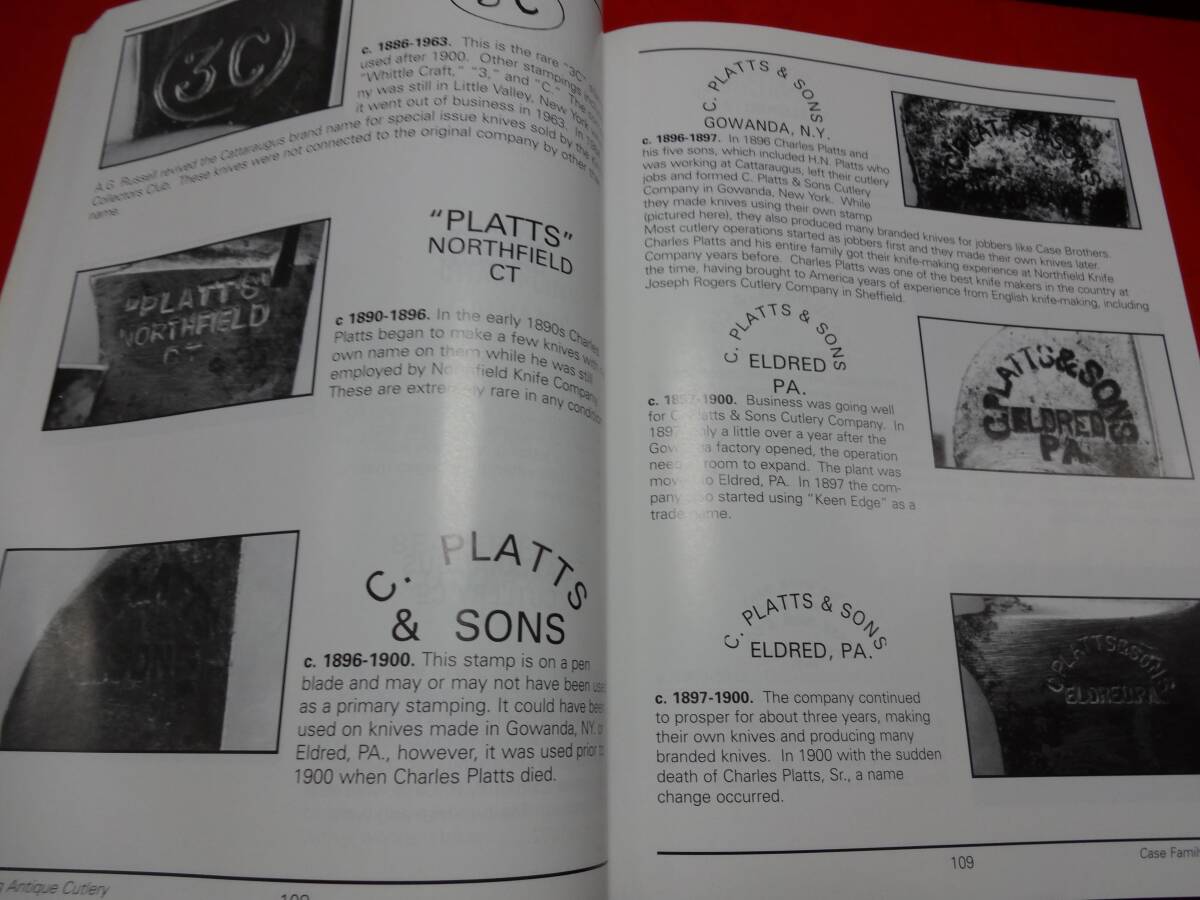 3C
3C
c. 1886-1963. This is the rare "3C"
used after 1900. Other stampings
"Whittle Craft," "3," and "C." The
ny was still in Little Valley, New York
it went out of business in 1963. In
A.G. Russell revived the Cattaraugus brand name for special issue knives sold by the
Collectors Club. These knives were not connected to the original company by other
name.
"PLATTS"
NORTHFIELD
CT
"PLATTS"
NORTHFIELD
CT
c 1890-1896. In the early 1890s Charles
Platts began to make a few knives
own name on them while he was still
employed by Northfield Knife Company
These are extremely rare in any
C. PLATTS
& SONS
SONS
c. 1896-1900. This stamp is on a pen
blade and may or may not have been used
as a primary stamping. It could have been
used on knives made in Gowanda, NY. or
Eldred, PA., however, it was used prior to
1900 when Charles Platts died.
Antique Cutlery
C. PLATTS & SONS
GOWANDA, N.Y.
C. PLATTS & SONS
c. 1896-1897. In 1896 Charles Platts and
his five sons, which included H.N. Platts who
was working at Cattaraugus, left their cutlery
jobs and formed C. Platts & Sons Cutlery
Company in Gowanda, New York. While
they made knives using their own stamp
(pictured here), they also produced many branded knives for jobbers like Case Brothers.
Most cutlery operations started as jobbers first and they made their own knives later.
Charles Platts and his entire family got their knife-making experience at Northfield Knife
Company years before. Charles Platts was one of the best knife makers in the country at
the time, having brought to America years of experience from English knife-making, including
Joseph Rogers Cutlery Company in Sheffield.
C. PLATTS & SONS
ELDRED
PA.
C. PLATTS & SONS
ELDRED
PA.
c. 1897-1900. Business was going well
for C. Platts & Sons Cutlery Company. In
1897 only a little over a year after the
Gowanda factory opened, the operation
needed room to expand. The plant was
moved to Eldred, PA. In 1897 the com-
pany also started using "Keen Edge" as a
trade name.
C. PLATTS & SONS
ELDRED, PA.
C. PLATTS & SONS
ELDRED PA.
c. 1897-1900. The company continued
to prosper for about three years, making
their own knives and producing many
branded knives. In 1900 with the sudden
death of Charles Platts, Sr., a name
change occurred.
109
Case Family